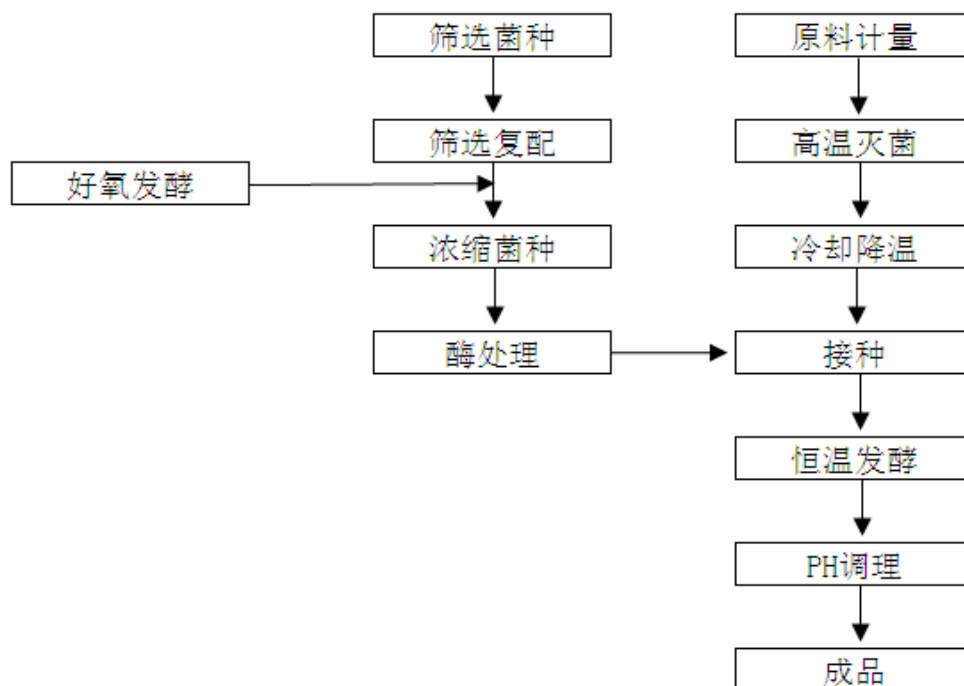 筛选菌种
原料计量
筛选复配
高温灭菌
好氧发酵
浓缩菌种
冷却降温
酶处理
接种
恒温发酵
PH调理
成品